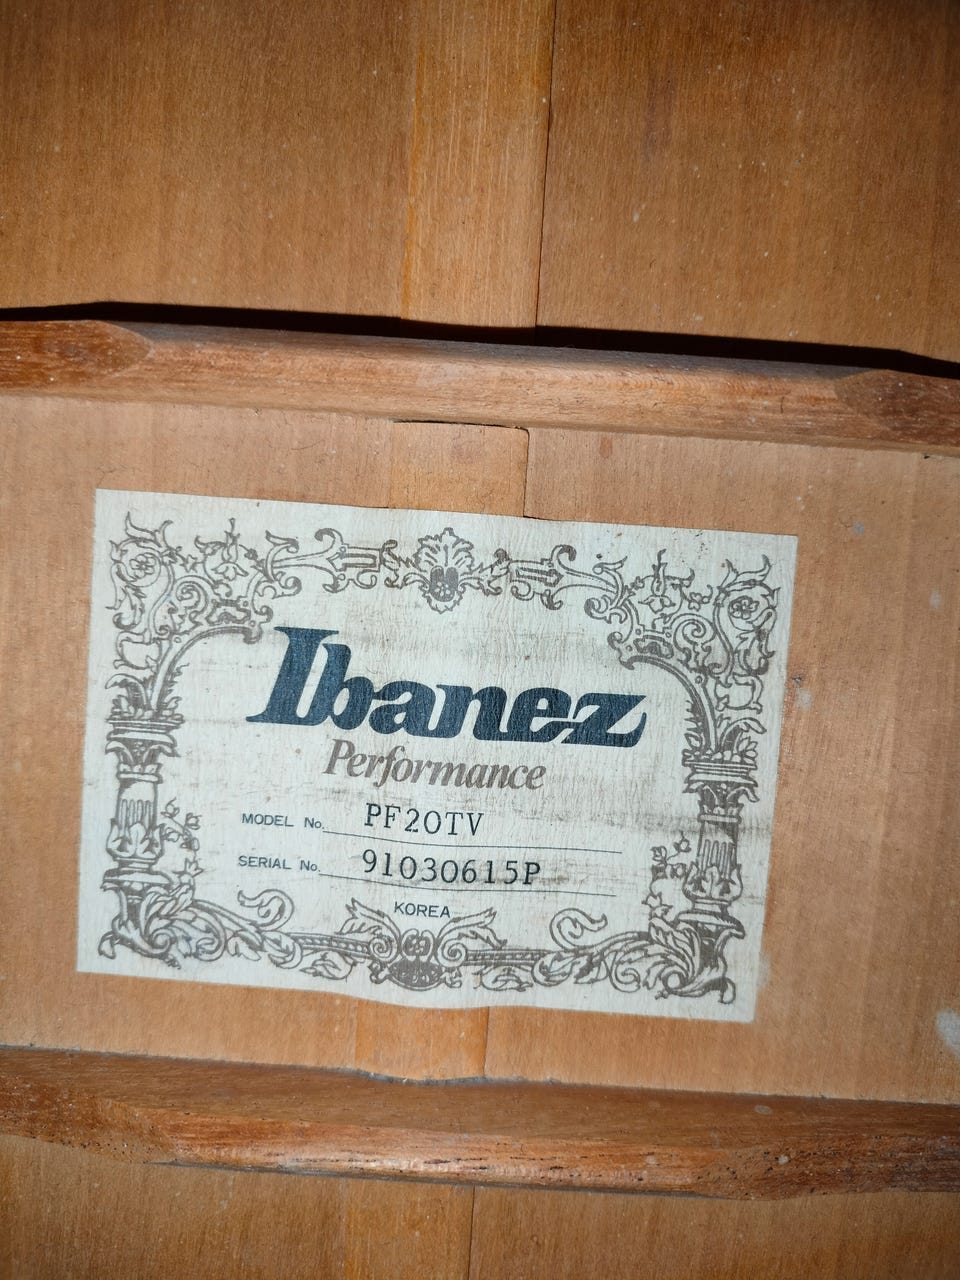 Ibanez
Performance
MODEL No. PF20TV
SERIAL No. 91030615P
KOREA